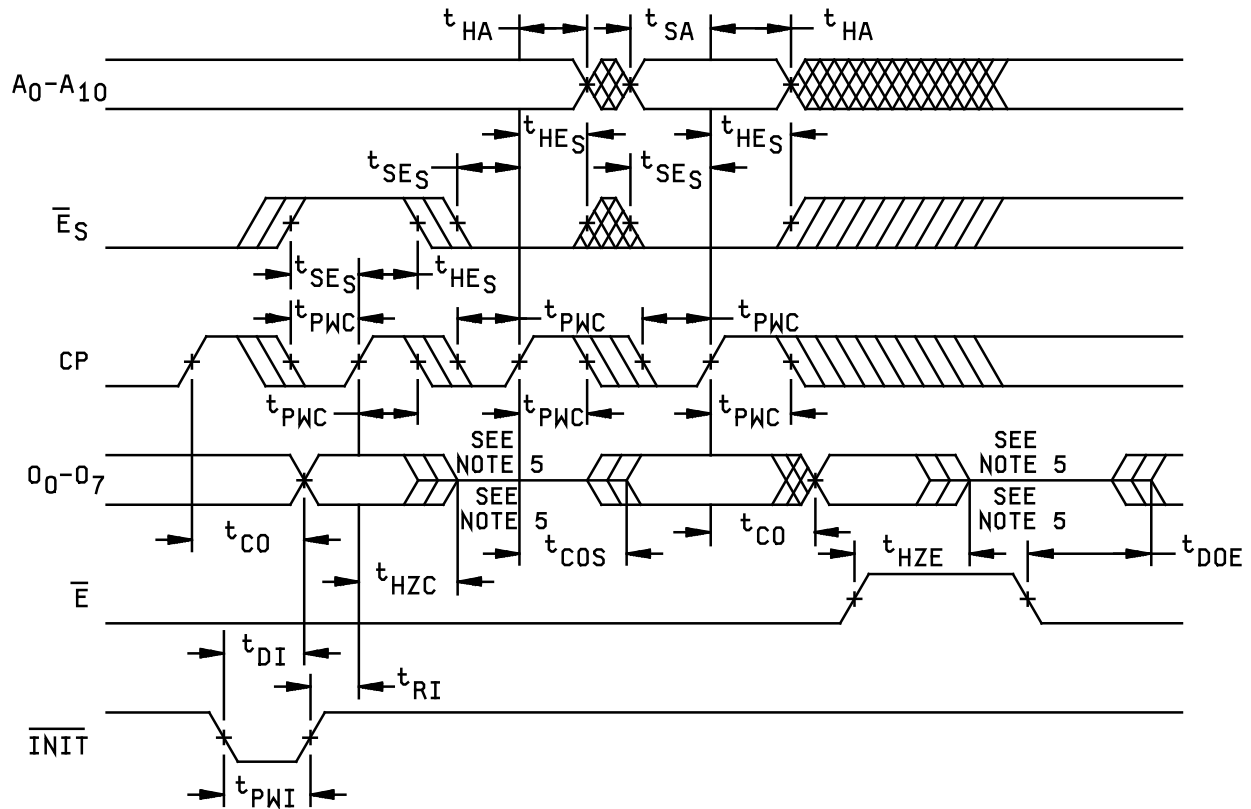 tHA tSA tHA
A0-A10
tHES tHES
tSES tSES
E̅S
tSES tHES
tPWC tPWC tPWC
CP
tPWC tPWC tPWC
SEE NOTE 5 SEE NOTE 5
O0-O7
SEE NOTE 5 SEE NOTE 5
tCO tCOS tCO tHZE tDOE
tHZC
E̅
tDI
tRI
I̅N̅I̅T̅
tPWI